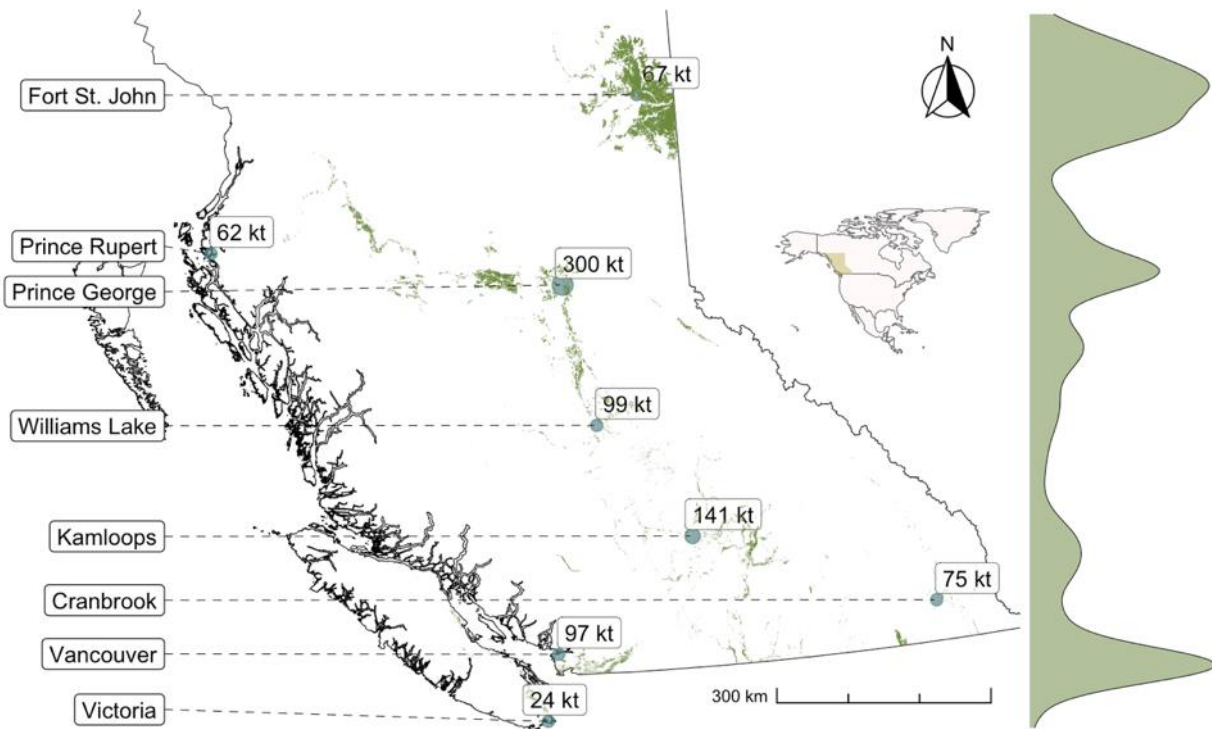 N
Fort St. John
67 kt
Prince Rupert
62 kt
Prince George
300 kt
Williams Lake
99 kt
Kamloops
141 kt
Cranbrook
75 kt
Vancouver
97 kt
300 km
Victoria
24 kt